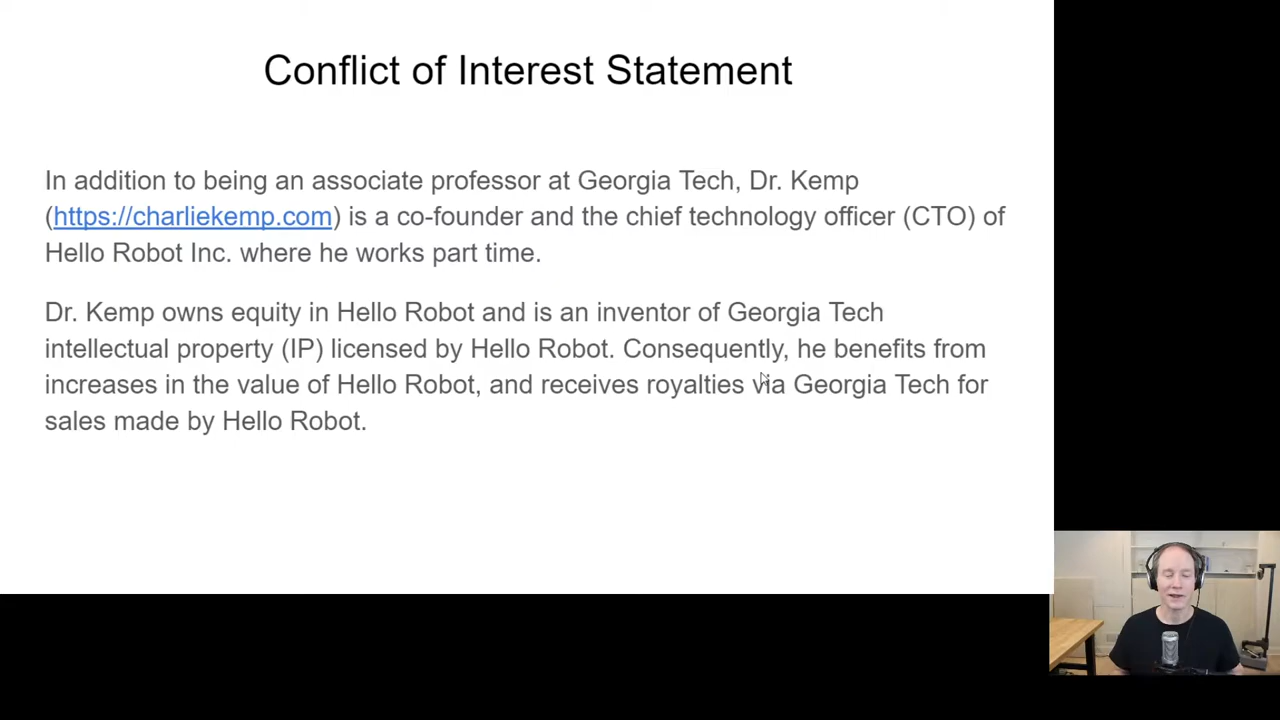 Conflict of Interest Statement
In addition to being an associate professor at Georgia Tech, Dr. Kemp
(https://charliekemp.com) is a co-founder and the chief technology officer (CTO) of
Hello Robot Inc. where he works part time.
Dr. Kemp owns equity in Hello Robot and is an inventor of Georgia Tech
intellectual property (IP) licensed by Hello Robot. Consequently, he benefits from
increases in the value of Hello Robot, and receives royalties via Georgia Tech for
sales made by Hello Robot.